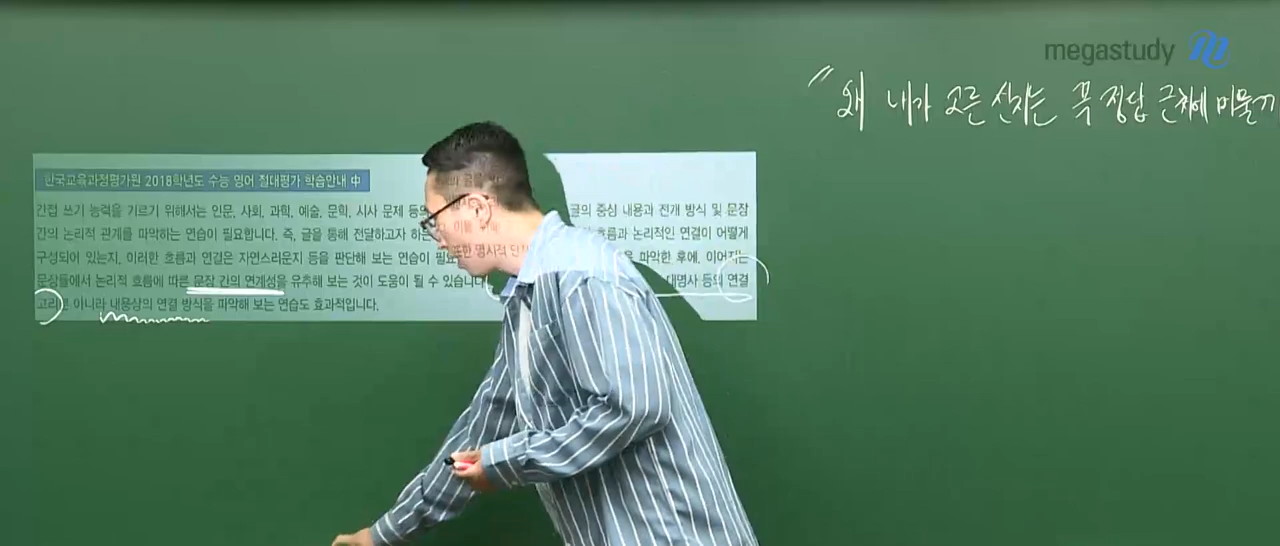 megastudy
" 왜 내가 고른 선지는 꼭 정답 근처에 머물
한국교육과정평가원 2018학년도 수능 영어 절대평가 학습안내 中
간접 쓰기 능력을 기르기 위해서는 인문, 사회, 과학, 예술, 문학, 시사 문제 등의 글의 중심 내용과 전개 방식 및 문장
간의 논리적 관계를 파악하는 연습이 필요합니다. 즉, 글을 통해 전달하고자 하는 흐름과 논리적인 연결이 어떻게
구성되어 있는지, 이러한 흐름과 연결은 자연스러운지 등을 판단해 보는 연습이 명시적 파악한 후에, 이어지는
문장들에서 논리적 흐름에 따른 문장 간의 연계성을 유추해 보는 것이 도움이 될 수 있습니다 대명사 등의 연결
아니라 내용상의 연결 방식을 파악해 보는 연습도 효과적입니다.